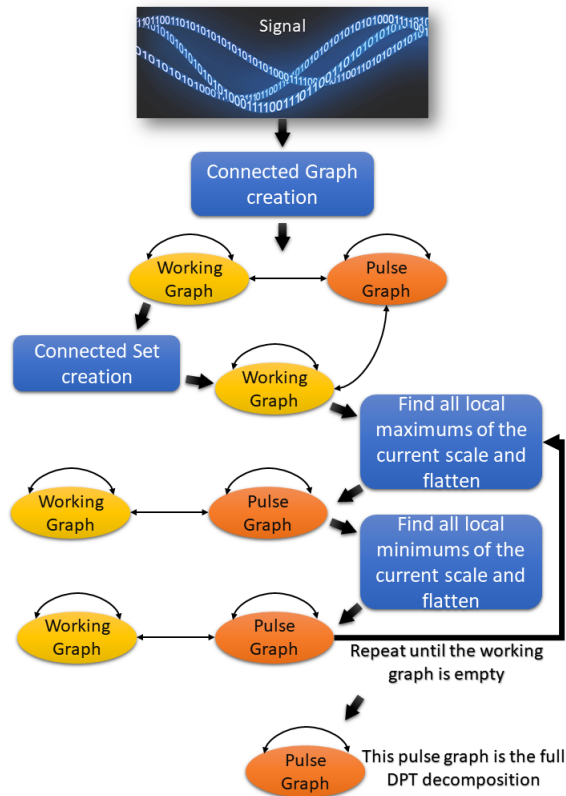 Signal
Connected Graph
creation
Working
Graph
Pulse
Graph
Connected Set
creation
Working
Graph
Find all local
maximums of the
current scale and
flatten
Working
Graph
Pulse
Graph
Find all local
minimums of the
current scale and
flatten
Working
Graph
Pulse
Graph
Repeat until the working
graph is empty
Pulse
Graph
This pulse graph is the full
DPT decomposition